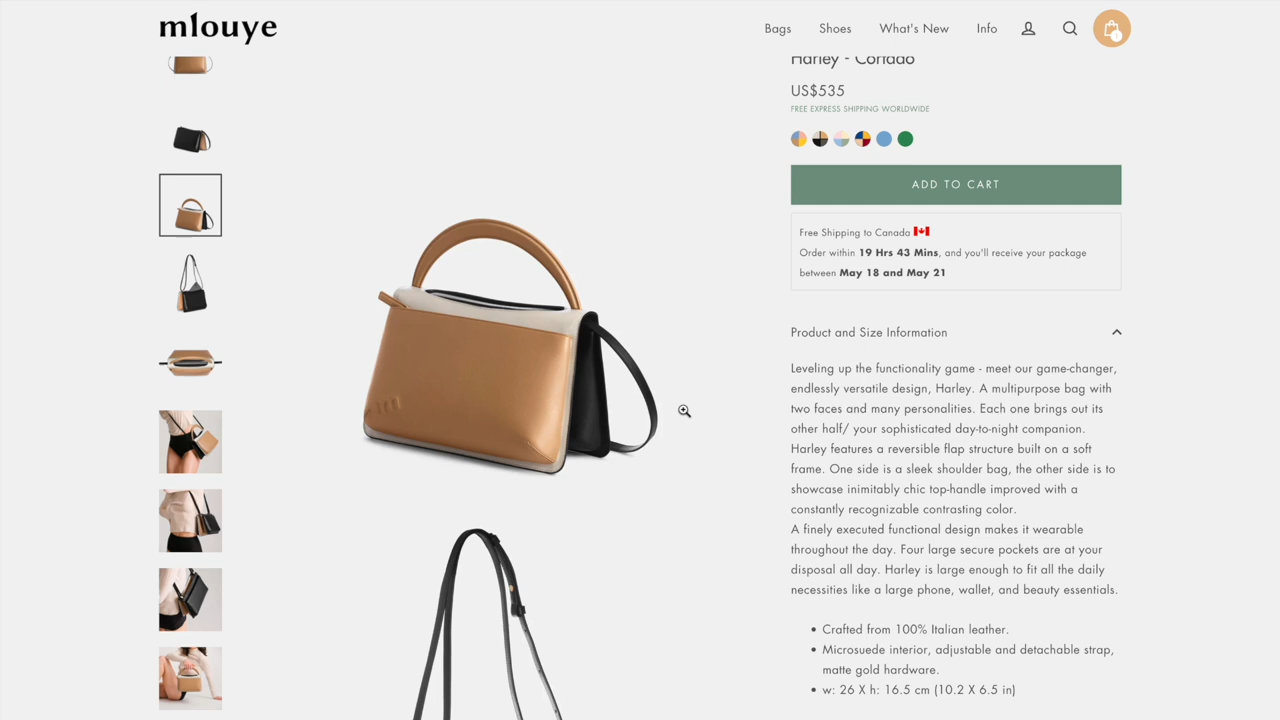 mlouye
Bags
Shoes
What's New
Info
1
Harley - Cortado
US$535
FREE EXPRESS SHIPPING WORLDWIDE
ADD TO CART
Free Shipping to Canada
Order within 19 Hrs 43 Mins, and you'll receive your package
between May 18 and May 21
Product and Size Information
Leveling up the functionality game - meet our game-changer,
endlessly versatile design, Harley. A multipurpose bag with
two faces and many personalities. Each one brings out its
other half/ your sophisticated day-to-night companion.
Harley features a reversible flap structure built on a soft
frame. One side is a sleek shoulder bag, the other side is to
showcase inimitably chic top-handle improved with a
constantly recognizable contrasting color.
A finely executed functional design makes it wearable
throughout the day. Four large secure pockets are at your
disposal all day. Harley is large enough to fit all the daily
necessities like a large phone, wallet, and beauty essentials.
• Crafted from 100% Italian leather.
• Microsuede interior, adjustable and detachable strap,
matte gold hardware.
• w: 26 X h: 16.5 cm (10.2 X 6.5 in)